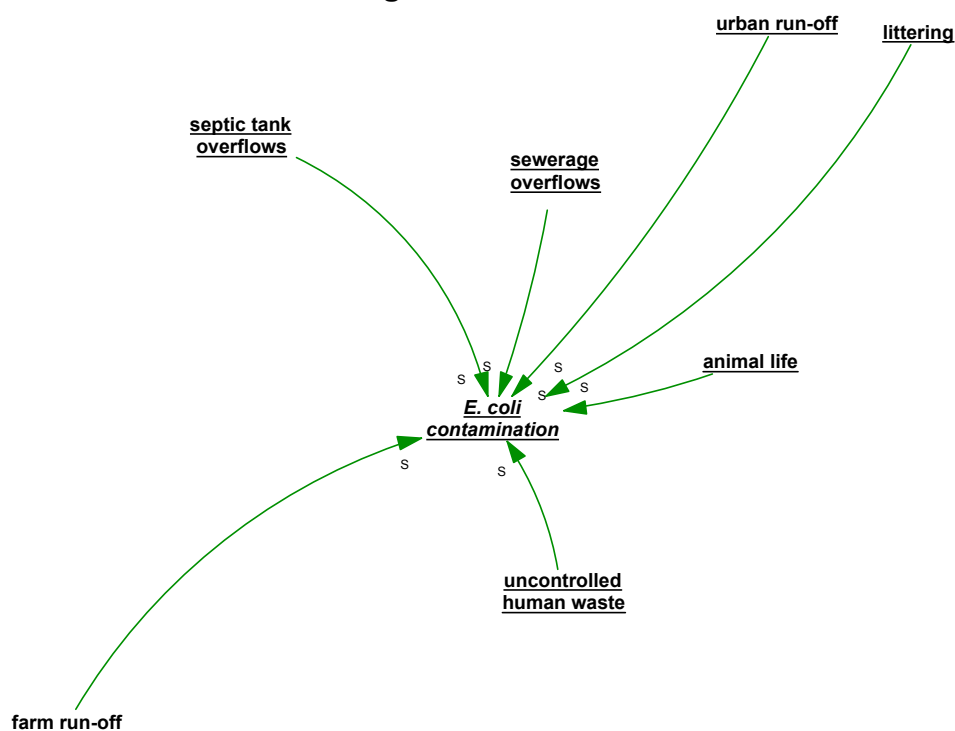 urban run-off
littering
septic tank
overflows
sewerage
overflows
animal life
S
S
S
S
S
E. coli
contamination
S
S
uncontrolled
human waste
farm run-off